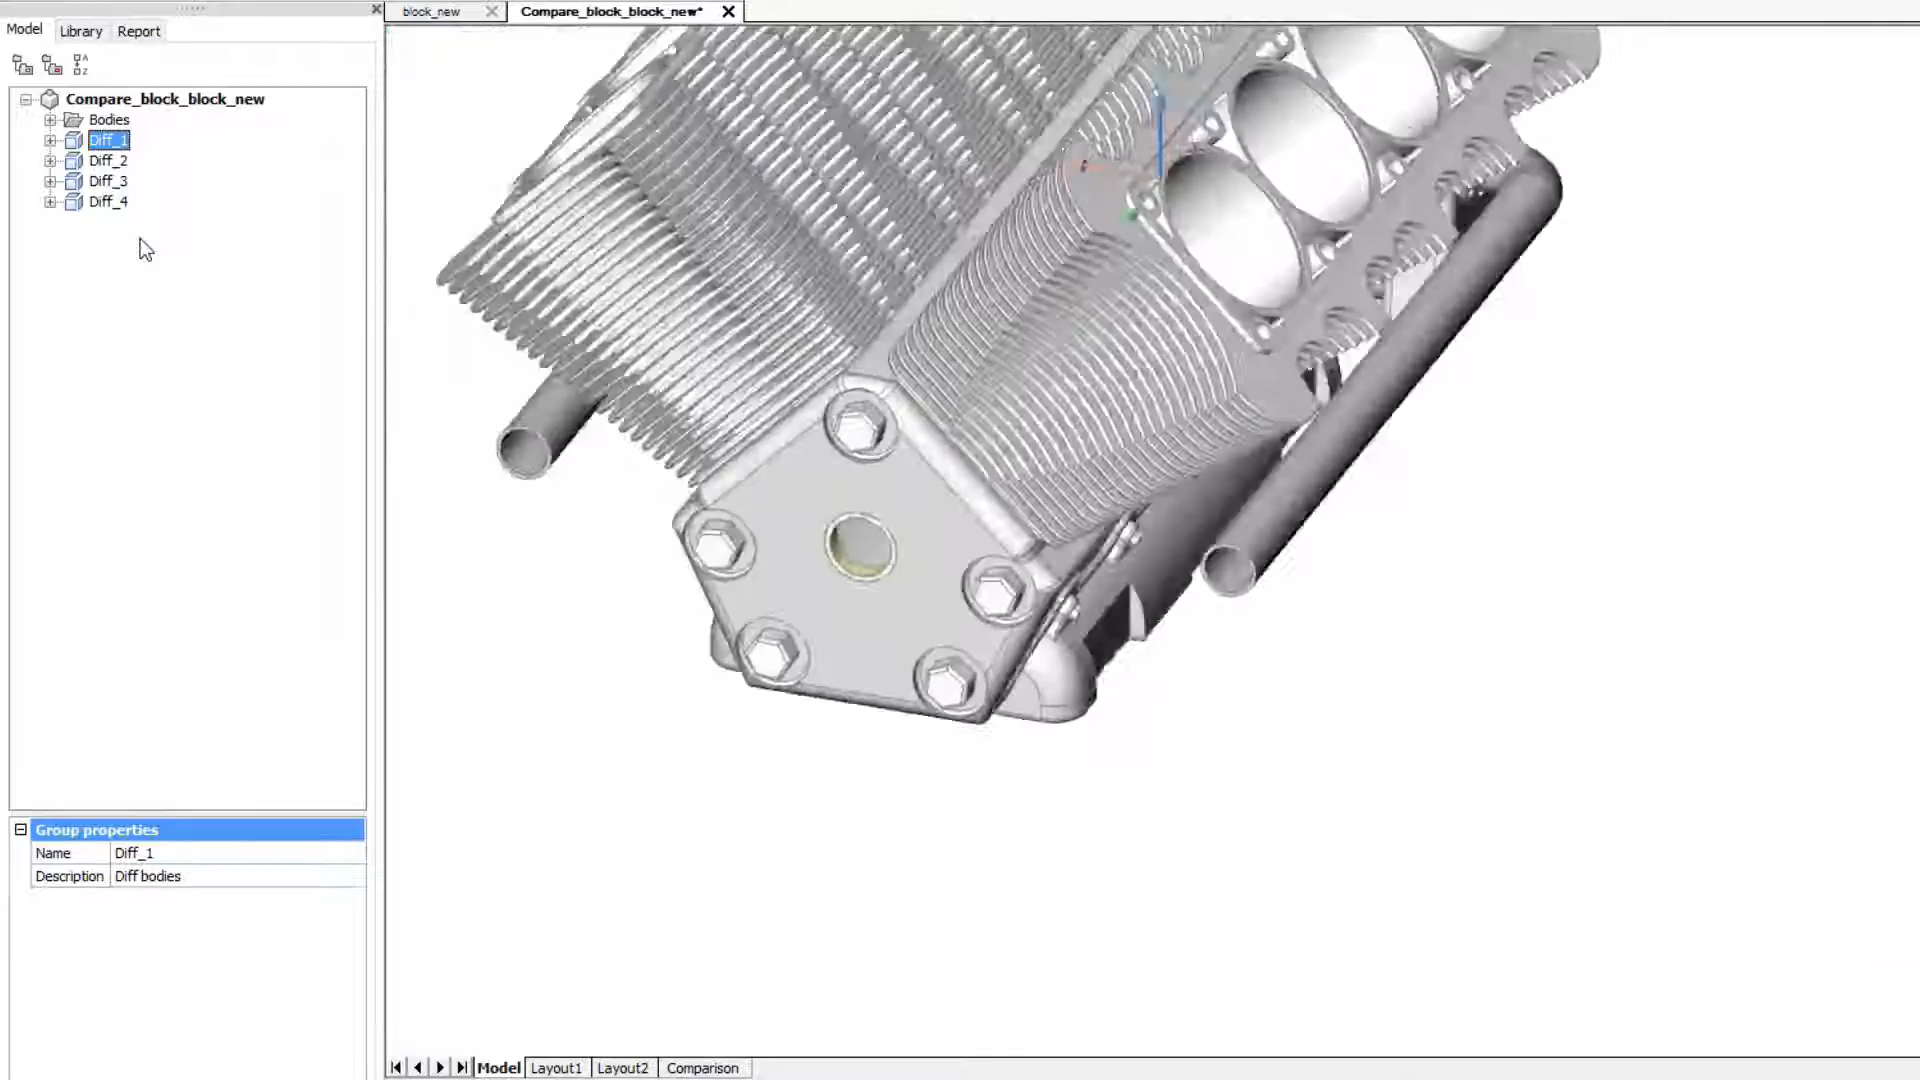 block_new
Compare_block_block_new*
Model Library Report
A
Z
Compare_block_block_new
Bodies
Diff_1
Diff_2
Diff_3
Diff_4
Group properties
Name Diff_1
Description Diff bodies
Model Layout1 Layout2 Comparison